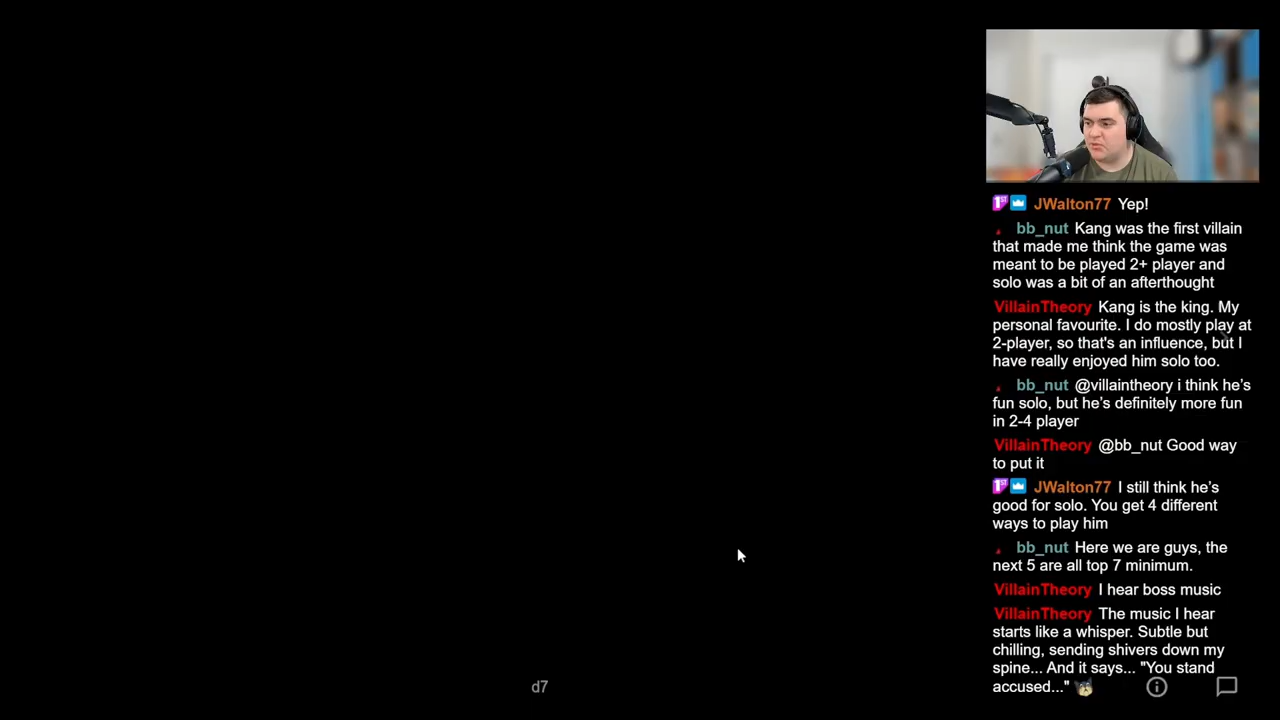 JWalton77 Yep!
bb_nut Kang was the first villain
that made me think the game was
meant to be played 2+ player and
solo was a bit of an afterthought
VillainTheory Kang is the king. My
personal favourite. I do mostly play at
2-player, so that's an influence, but I
have really enjoyed him solo too.
bb_nut @villaintheory i think he's
fun solo, but he's definitely more fun
in 2-4 player
VillainTheory @bb_nut Good way
to put it
JWalton77 I still think he's
good for solo. You get 4 different
ways to play him
bb_nut Here we are guys, the
next 5 are all top 7 minimum.
VillainTheory I hear boss music
VillainTheory The music I hear
starts like a whisper. Subtle but
chilling, sending shivers down my
spine... And it says... "You stand
accused..."
d7